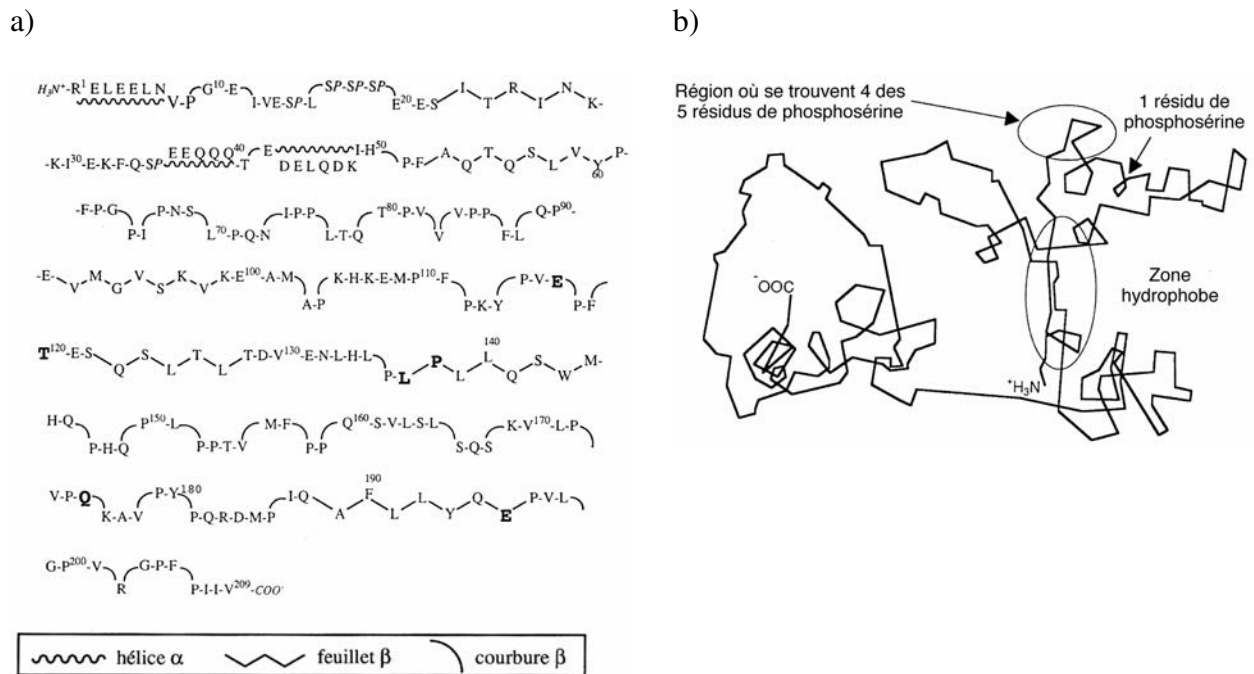 a)
H₃N⁺-R¹ E L E E L N V-P G¹⁰-E I-VE-SP-L SP-SP-SP E²⁰-E S I T R I N K-
-K-I³⁰-E-K-F-Q-SP E E Q Q Q⁴⁰ -T E D E L Q D K I-H⁵⁰ P-F A Q T Q S L V Y 60 P-
-F-P-G P-I P-N-S L⁷⁰-P-Q-N I-P-P L-T-Q T⁸⁰-P-V V V-P-P F-L Q-P⁹⁰-
-E V M G V S K V K-E¹⁰⁰-A-M A-P K-H-K-E-M-P¹¹⁰-F P-K-Y P-V-E P-F
T¹²⁰-E-S Q S L T L T-D-V¹³⁰-E-N-L-H-L P-L P L L 140 Q S W M-
H-Q P-H-Q P¹⁵⁰-L P-P-T-V M-F P-P Q¹⁶⁰-S-V-L-S-L S-Q-S K-V¹⁷⁰-L-P
V-P-Q K-A-V P-Y¹⁸⁰ P-Q-R-D-M-P I-Q A F 190 L L Y Q E P-V-L
G-P²⁰⁰-V R G-P-F P-I-I-V²⁰⁹-COO⁻
hélice α feuillet β courbure β
b)
Région où se trouvent 4 des
5 résidus de phosphosérine
1 résidu de
phosphosérine
⁻OOC
Zone
hydrophobe
⁺H₃N